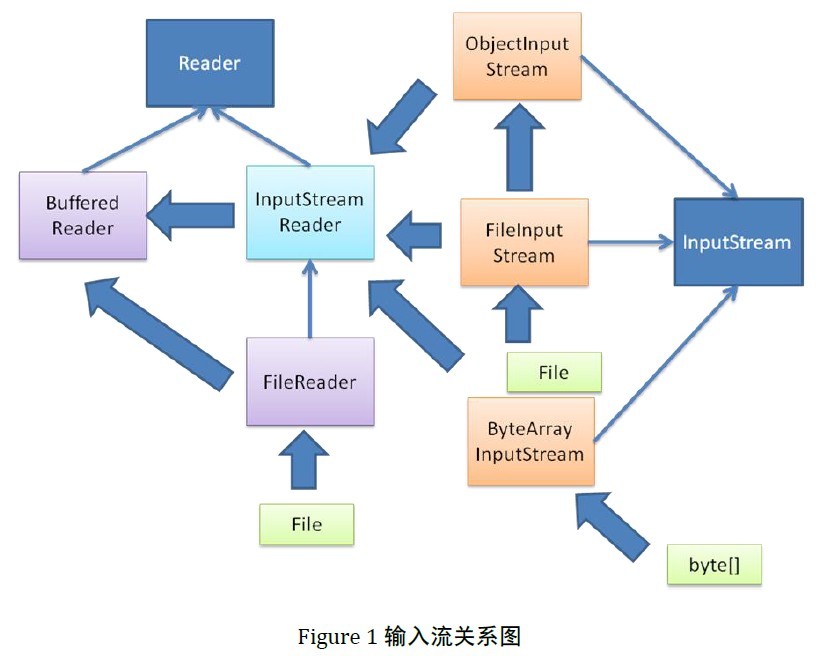 Reader
ObjectInput
Stream
Buffered
Reader
InputStream
Reader
FileInput
Stream
InputStream
FileReader
File
ByteArray
InputStream
File
byte[]
Figure 1 输入流关系图